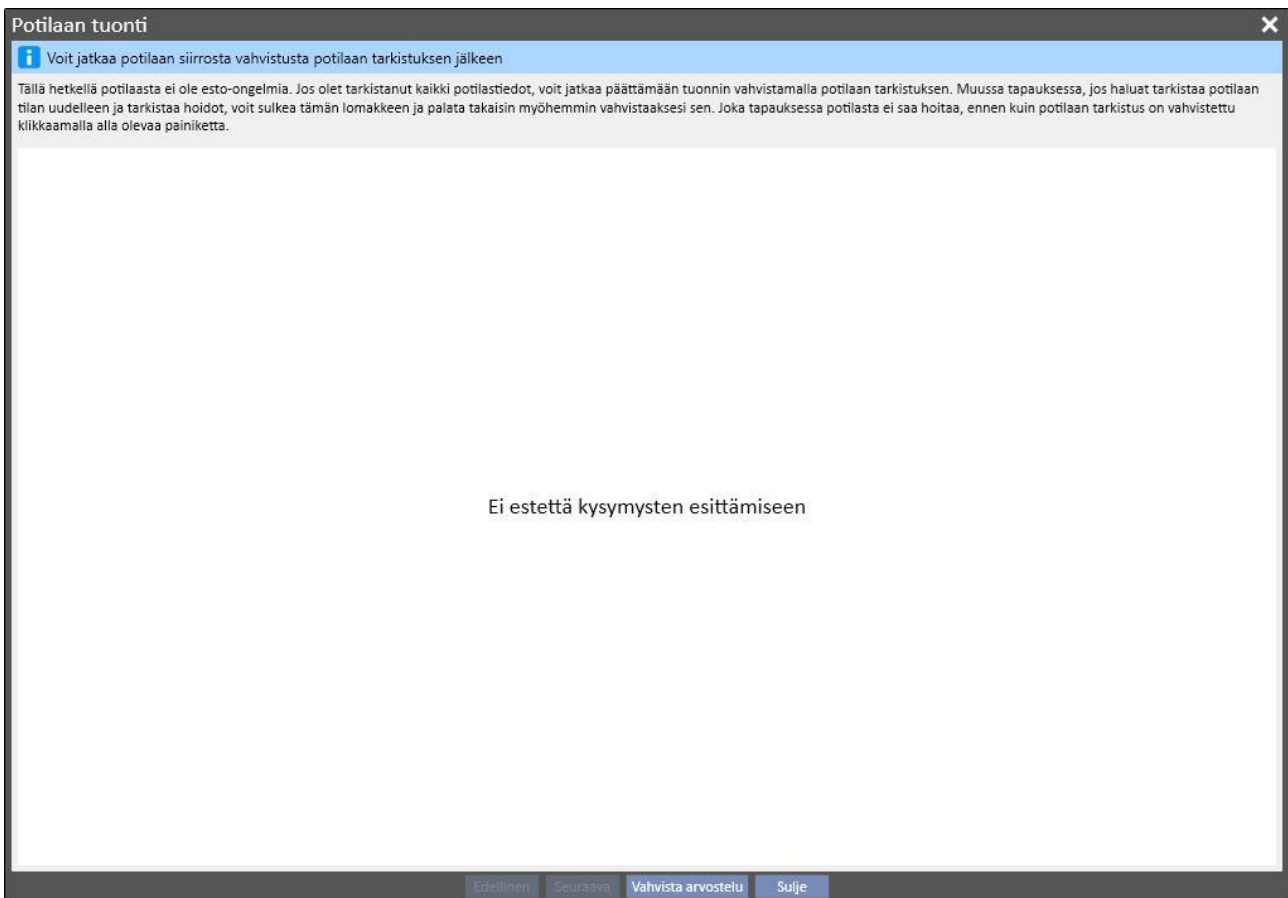 Potilaan tuonti
Voit jatkaa potilaan siirrosta vahvistusta potilaan tarkistuksen jälkeen
Tällä hetkellä potilaasta ei ole esto-ongelmia. Jos olet tarkistanut kaikki potilastiedot, voit jatkaa päättämään tuonnin vahvistamalla potilaan tarkistuksen. Muussa tapauksessa, jos haluat tarkistaa potilaan
tilan uudelleen ja tarkistaa hoidot, voit sulkea tämän lomakkeen ja palata takaisin myöhemmin vahvistaaksesi sen. Joka tapauksessa potilasta ei saa hoitaa, ennen kuin potilaan tarkistus on vahvistettu
klikkaamalla alla olevaa painiketta.
Ei estettä kysymysten esittämiseen
Edellinen Seuraava Vahvista arvostelu Sulje